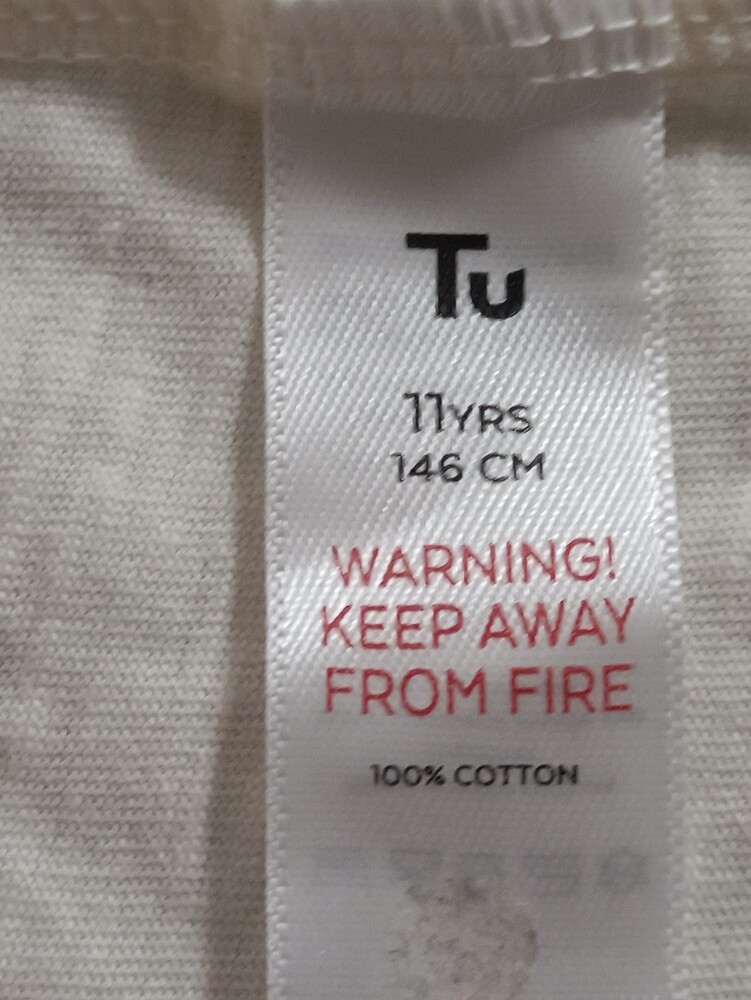 Tu
11YRS
146 CM
WARNING!
KEEP AWAY
FROM FIRE
100% COTTON